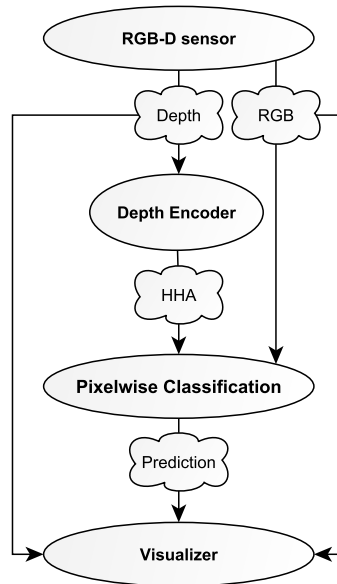 RGB-D sensor
Depth
RGB
Depth Encoder
HHA
Pixelwise Classification
Prediction
Visualizer